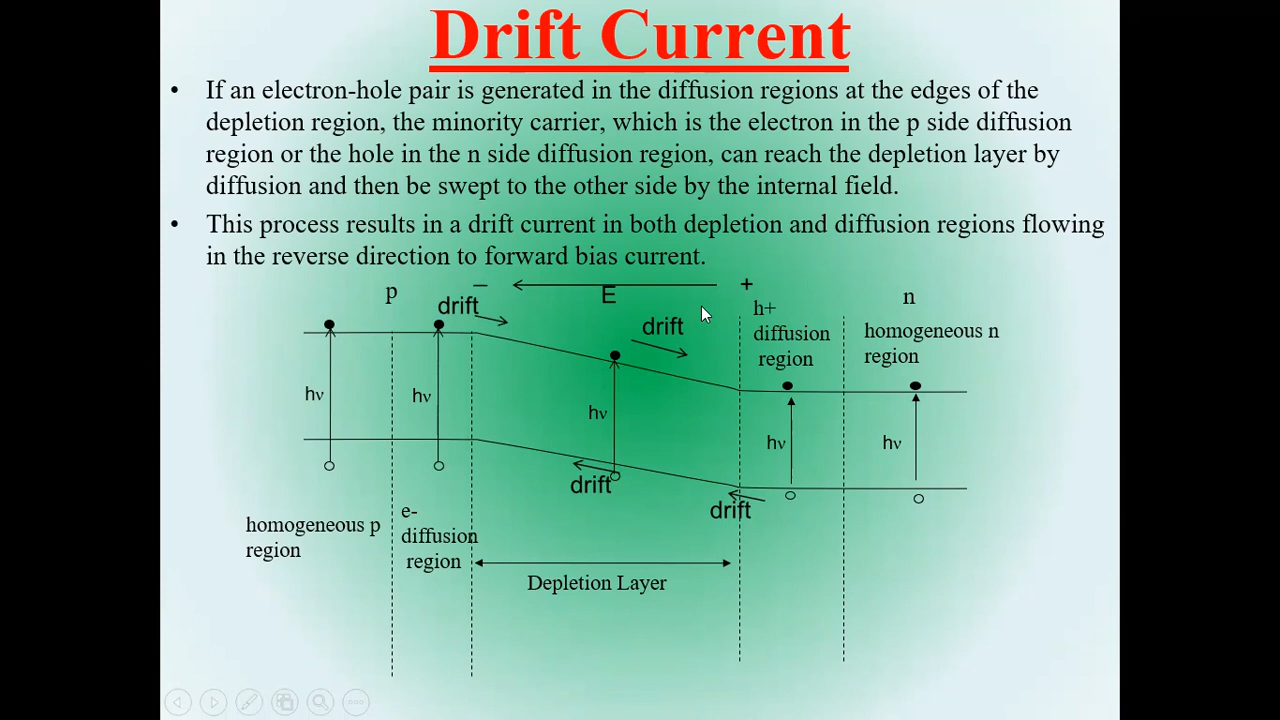 Drift Current
• If an electron-hole pair is generated in the diffusion regions at the edges of the
depletion region, the minority carrier, which is the electron in the p side diffusion
region or the hole in the n side diffusion region, can reach the depletion layer by
diffusion and then be swept to the other side by the internal field.
• This process results in a drift current in both depletion and diffusion regions flowing
in the reverse direction to forward bias current.
p
−
E
+
n
drift
drift
h+
diffusion
region
homogeneous n
region
hν
hν
hν
hν
hν
drift
drift
homogeneous p
region
e-
diffusion
region
Depletion Layer